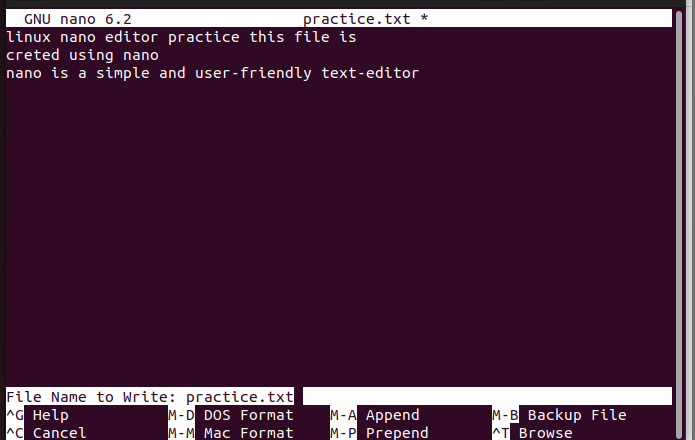 GNU nano 6.2 practice.txt *
linux nano editor practice this file is
creted using nano
nano is a simple and user-friendly text-editor
File Name to Write: practice.txt
^G Help M-D DOS Format M-A Append M-B Backup File
^C Cancel M-M Mac Format M-P Prepend ^T Browse